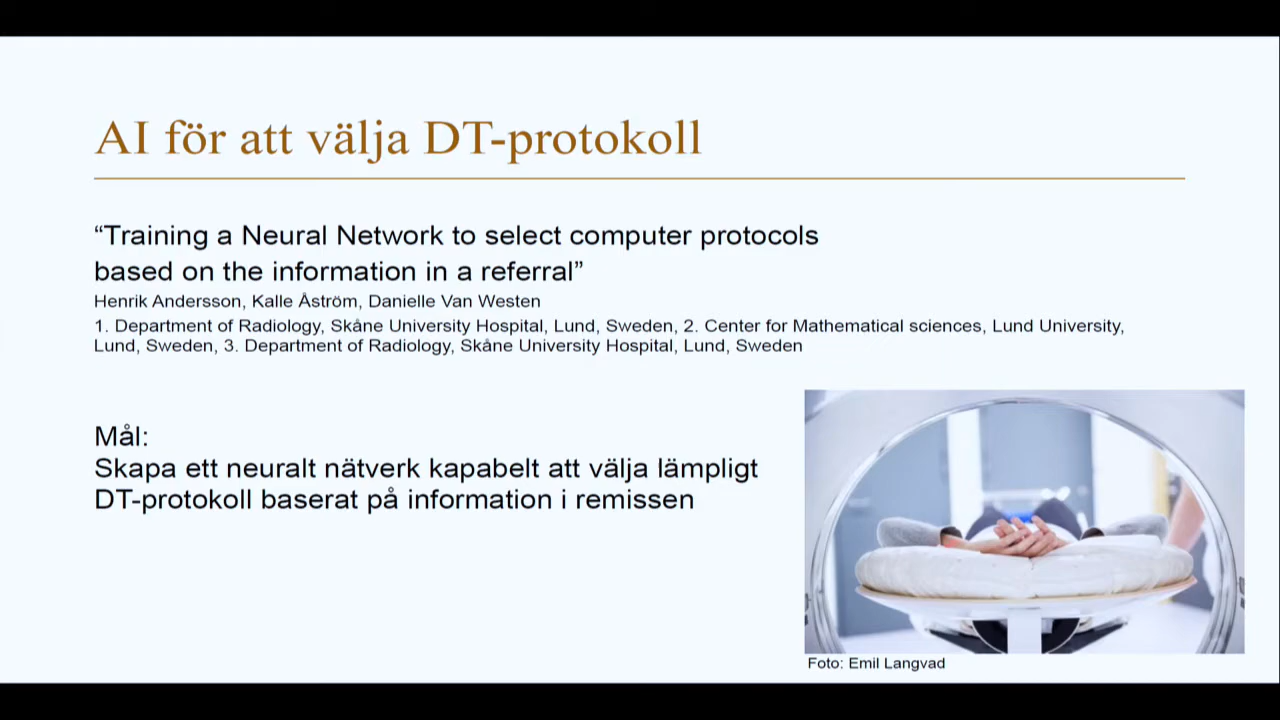 AI för att välja DT-protokoll
“Training a Neural Network to select computer protocols
based on the information in a referral”
Henrik Andersson, Kalle Åström, Danielle Van Westen
1. Department of Radiology, Skåne University Hospital, Lund, Sweden, 2. Center for Mathematical sciences, Lund University,
Lund, Sweden, 3. Department of Radiology, Skåne University Hospital, Lund, Sweden
Mål:
Skapa ett neuralt nätverk kapabelt att välja lämpligt
DT-protokoll baserat på information i remissen
Foto: Emil Langvad